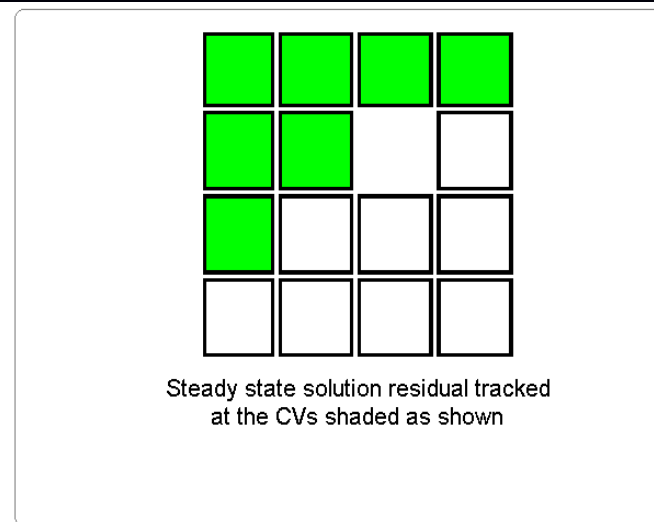 Steady state solution residual tracked
at the CVs shaded as shown